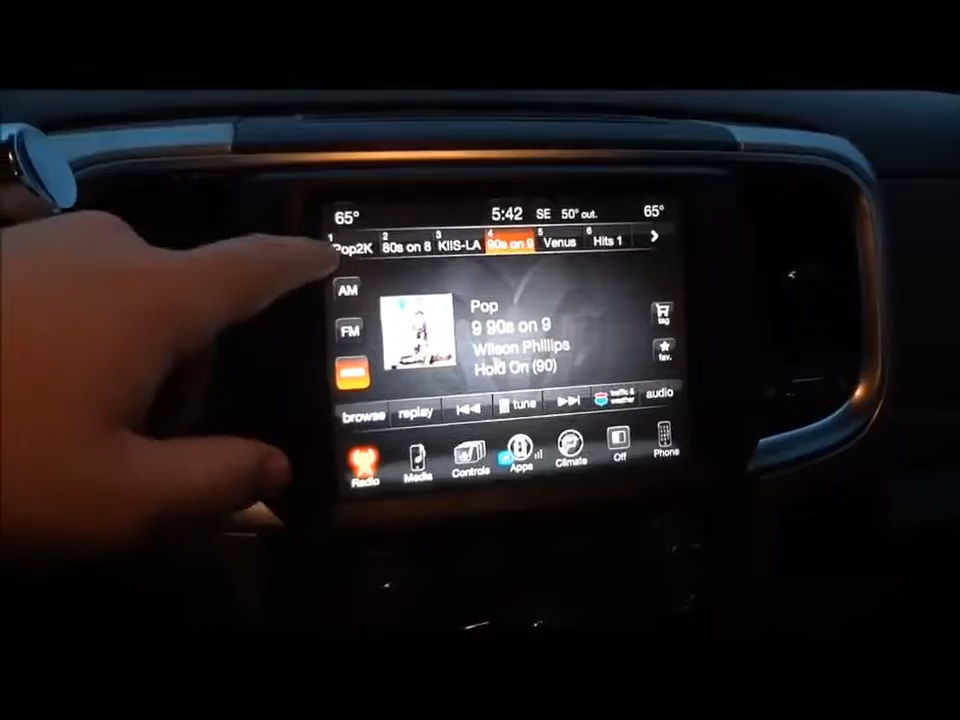 65° 5:42 SE 50° out. 65°
1 Pop2K 2 80s on 8 3 KIIS-LA 4 90s on 9 5 Venus 6 Hits 1
AM
FM
Pop
9 90s on 9
Wilson Phillips
Hold On (90)
tag
fav.
browse replay tune traffic & weather audio
Radio Media Controls Apps Climate Off Phone